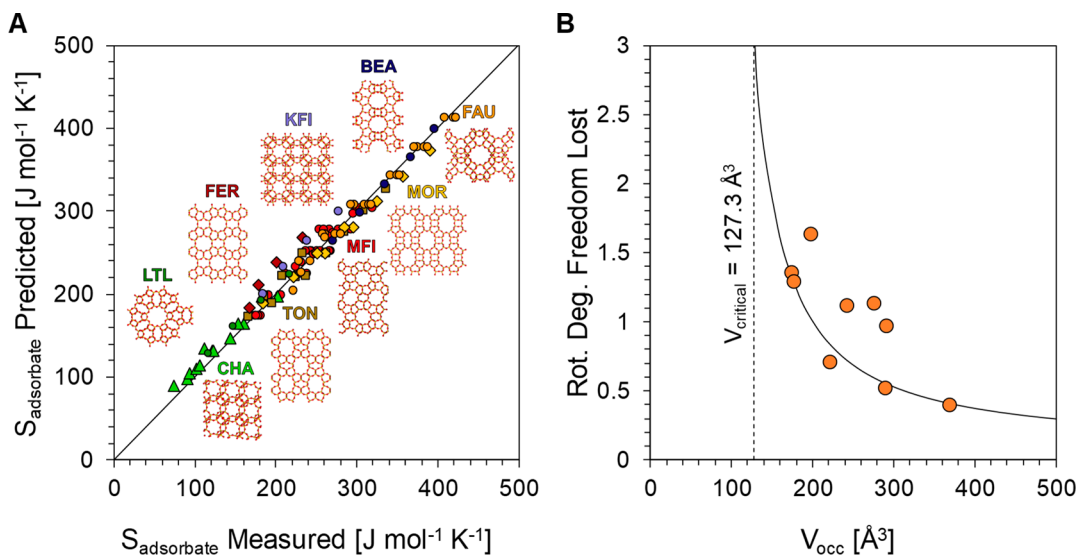 A
S_adsorbate Predicted [J mol⁻¹ K⁻¹]
500
400
300
200
100
0
BEA
FAU
KFI
MOR
FER
MFI
LTL
TON
CHA
0 100 200 300 400 500
S_adsorbate Measured [J mol⁻¹ K⁻¹]
B
Rot. Deg. Freedom Lost
3
2.5
2
1.5
1
0.5
0
V_critical = 127.3 Å³
0 100 200 300 400 500
V_occ [Å³]